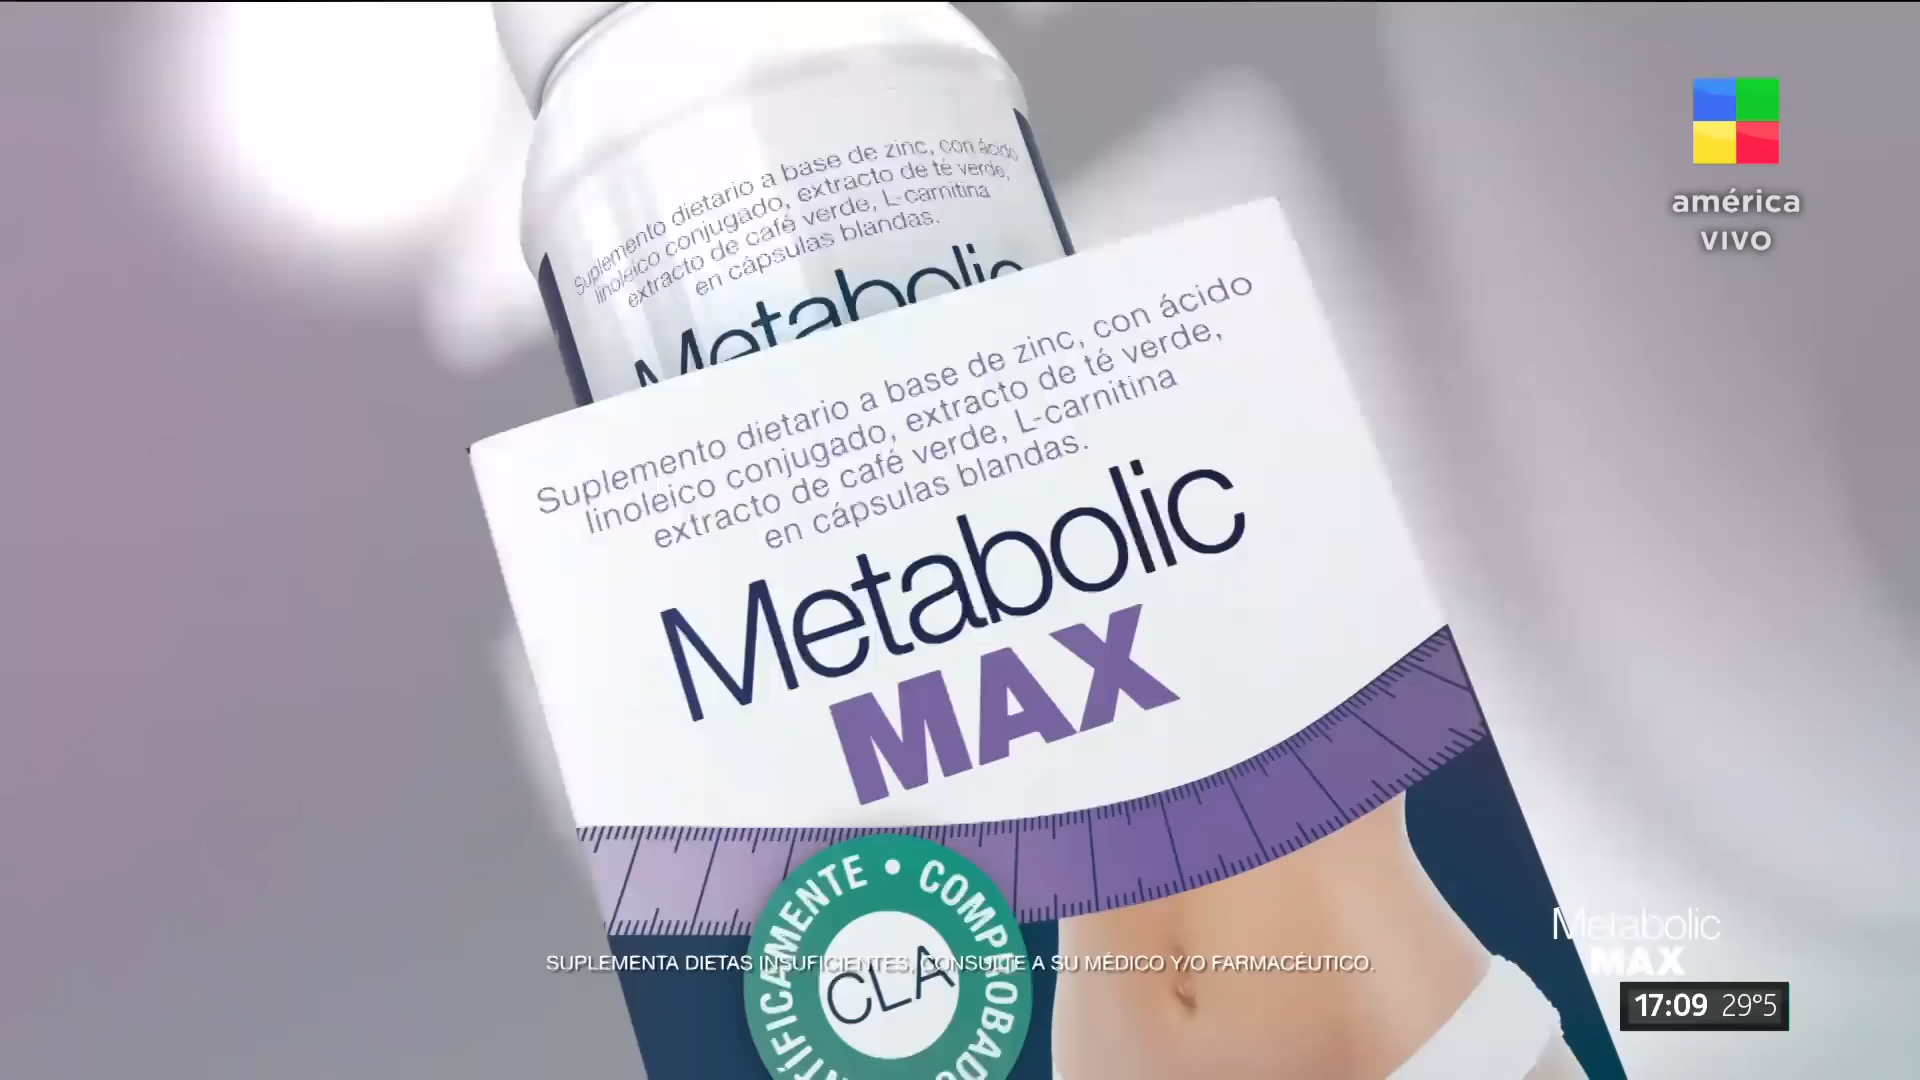 Suplemento dietario a base de zinc, con ácido
linoleico conjugado, extracto de té verde,
extracto de café verde, L-carnitina
en cápsulas blandas.
Metabolic
Suplemento dietario a base de zinc, con ácido
linoleico conjugado, extracto de té verde,
extracto de café verde, L-carnitina
en cápsulas blandas.
Metabolic
MAX
COMPROBADO
CLA
SUPLEMENTA DIETAS INSUFICIENTES, CONSULTE A SU MÉDICO Y/O FARMACÉUTICO.
américa
VIVO
Metabolic
MAX
17:09 29°5